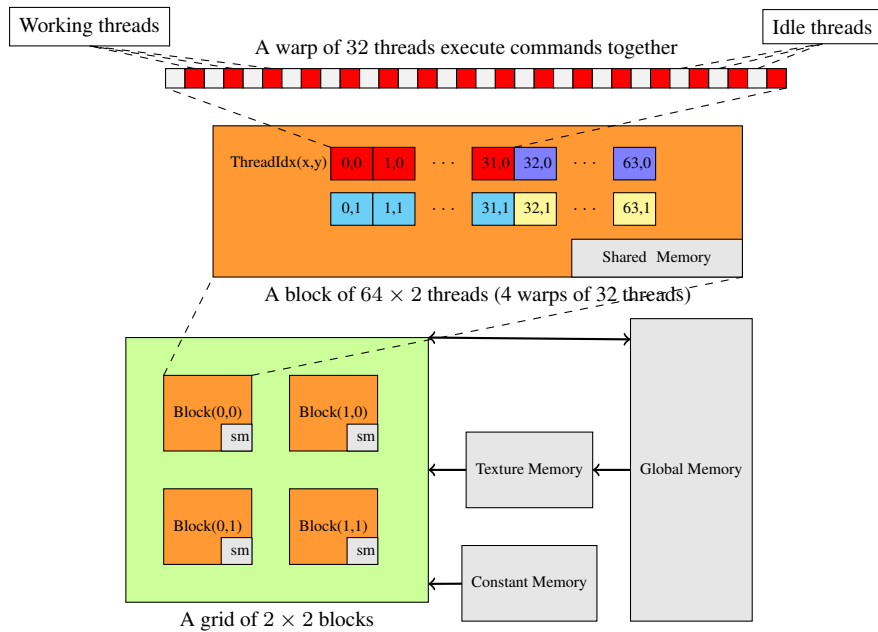 Working threads
Idle threads
A warp of 32 threads execute commands together
ThreadIdx(x,y) 0,0 1,0 · · · 31,0 32,0 · · · 63,0
0,1 1,1 · · · 31,1 32,1 · · · 63,1
Shared Memory
A block of 64 × 2 threads (4 warps of 32 threads)
Block(0,0)
sm
Block(1,0)
sm
Block(0,1)
sm
Block(1,1)
sm
Texture Memory
Global Memory
Constant Memory
A grid of 2 × 2 blocks